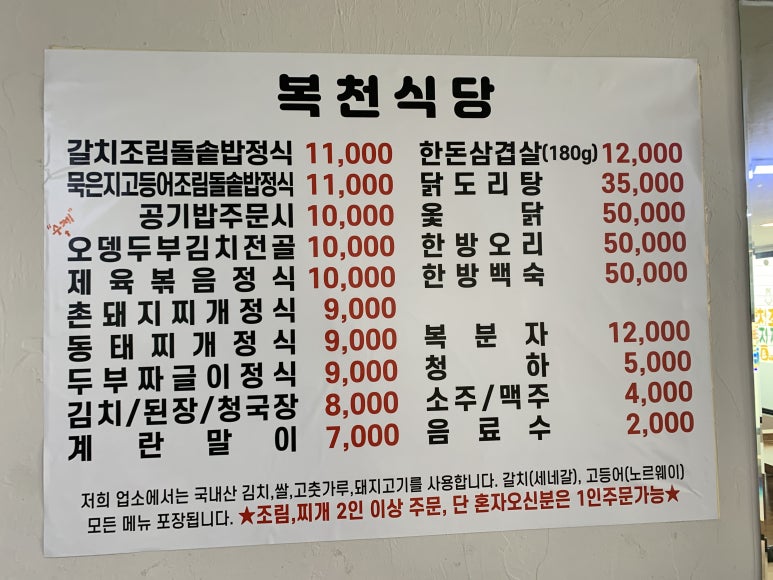 복천식당
갈치조림돌솥밥정식 11,000
묵은지고등어조림돌솥밥정식 11,000
공기밥주문시 10,000
"수제"
오뎅두부김치전골 10,000
제육볶음정식 10,000
촌돼지찌개정식 9,000
동태찌개정식 9,000
두부짜글이정식 9,000
김치/된장/청국장 8,000
계란말이 7,000
한돈삼겹살(180g) 12,000
닭도리탕 35,000
옻닭 50,000
한방오리 50,000
한방백숙 50,000
복분자 12,000
청하 5,000
소주/맥주 4,000
음료수 2,000
저희 업소에서는 국내산 김치,쌀,고춧가루,돼지고기를 사용합니다. 갈치(세네갈), 고등어(노르웨이)
모든 메뉴 포장됩니다. ★조림,찌개 2인 이상 주문, 단 혼자오신분은 1인주문가능★